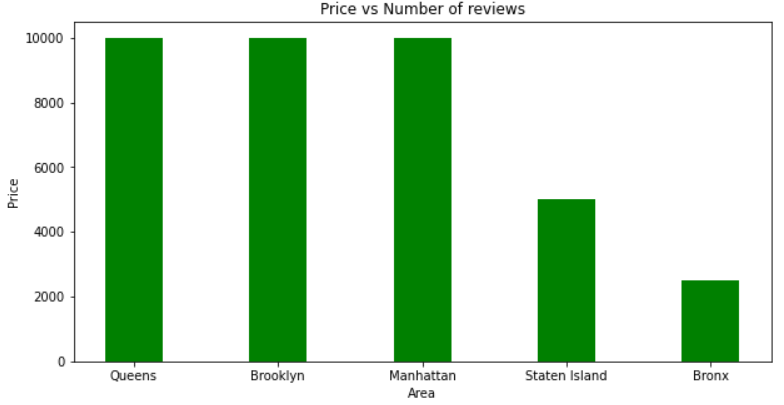 Price vs Number of reviews
10000
8000
6000
4000
2000
0
Price
Queens Brooklyn Manhattan Staten Island Bronx
Area